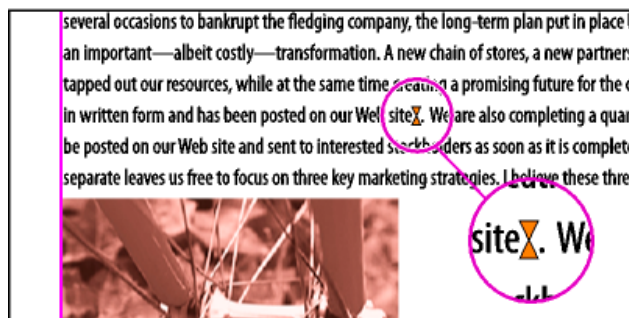 several occasions to bankrupt the fledging company, the long-term plan put in place
an important—albeit costly—transformation. A new chain of stores, a new partners
tapped out our resources, while at the same time creating a promising future for the
in written form and has been posted on our Web site. We are also completing a quar
be posted on our Web site and sent to interested stockholders as soon as it is complete
separate leaves us free to focus on three key marketing strategies. I believe these thre
site. We